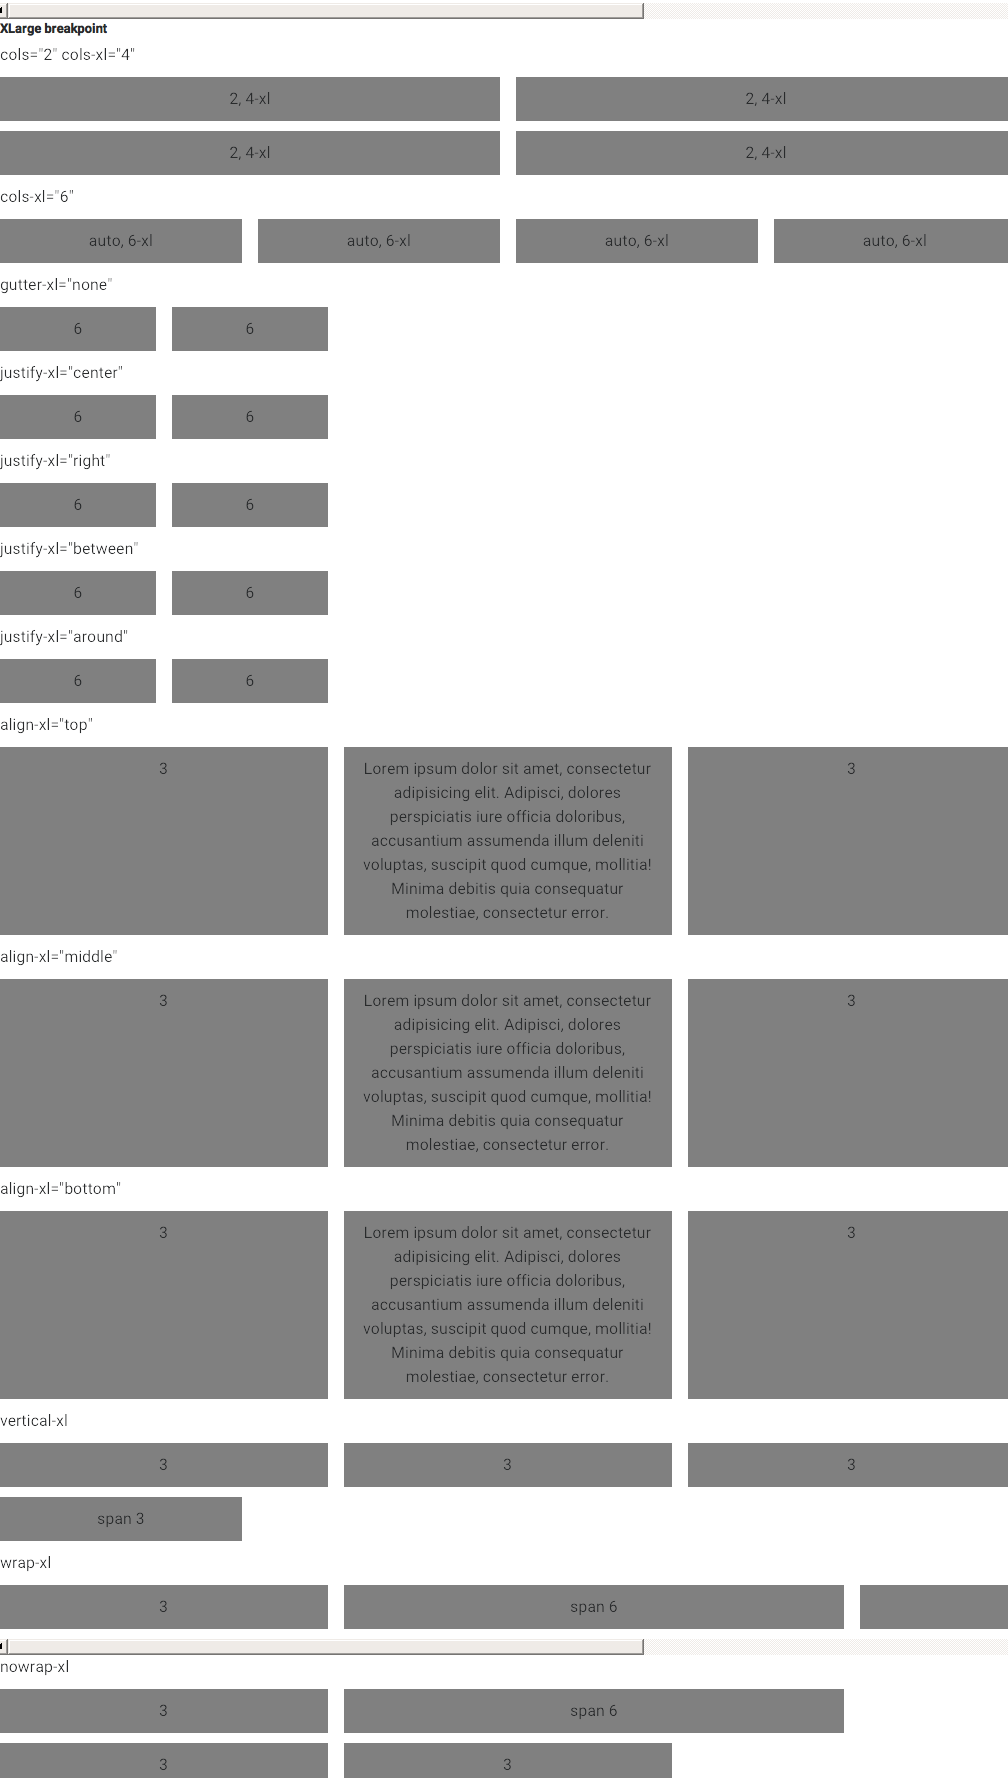 XLarge breakpoint
cols="2" cols-xl="4"
2, 4-xl 2, 4-xl
2, 4-xl 2, 4-xl
cols-xl="6"
auto, 6-xl auto, 6-xl auto, 6-xl auto, 6-xl
gutter-xl="none"
6 6
justify-xl="center"
6 6
justify-xl="right"
6 6
justify-xl="between"
6 6
justify-xl="around"
6 6
align-xl="top"
3 Lorem ipsum dolor sit amet, consectetur 3
adipisicing elit. Adipisci, dolores
perspiciatis iure officia doloribus,
accusantium assumenda illum deleniti
voluptas, suscipit quod cumque, mollitia!
Minima debitis quia consequatur
molestiae, consectetur error.
align-xl="middle"
3 Lorem ipsum dolor sit amet, consectetur 3
adipisicing elit. Adipisci, dolores
perspiciatis iure officia doloribus,
accusantium assumenda illum deleniti
voluptas, suscipit quod cumque, mollitia!
Minima debitis quia consequatur
molestiae, consectetur error.
align-xl="bottom"
3 Lorem ipsum dolor sit amet, consectetur 3
adipisicing elit. Adipisci, dolores
perspiciatis iure officia doloribus,
accusantium assumenda illum deleniti
voluptas, suscipit quod cumque, mollitia!
Minima debitis quia consequatur
molestiae, consectetur error.
vertical-xl
3 3 3
span 3
wrap-xl
3 span 6
nowrap-xl
3 span 6
3 3